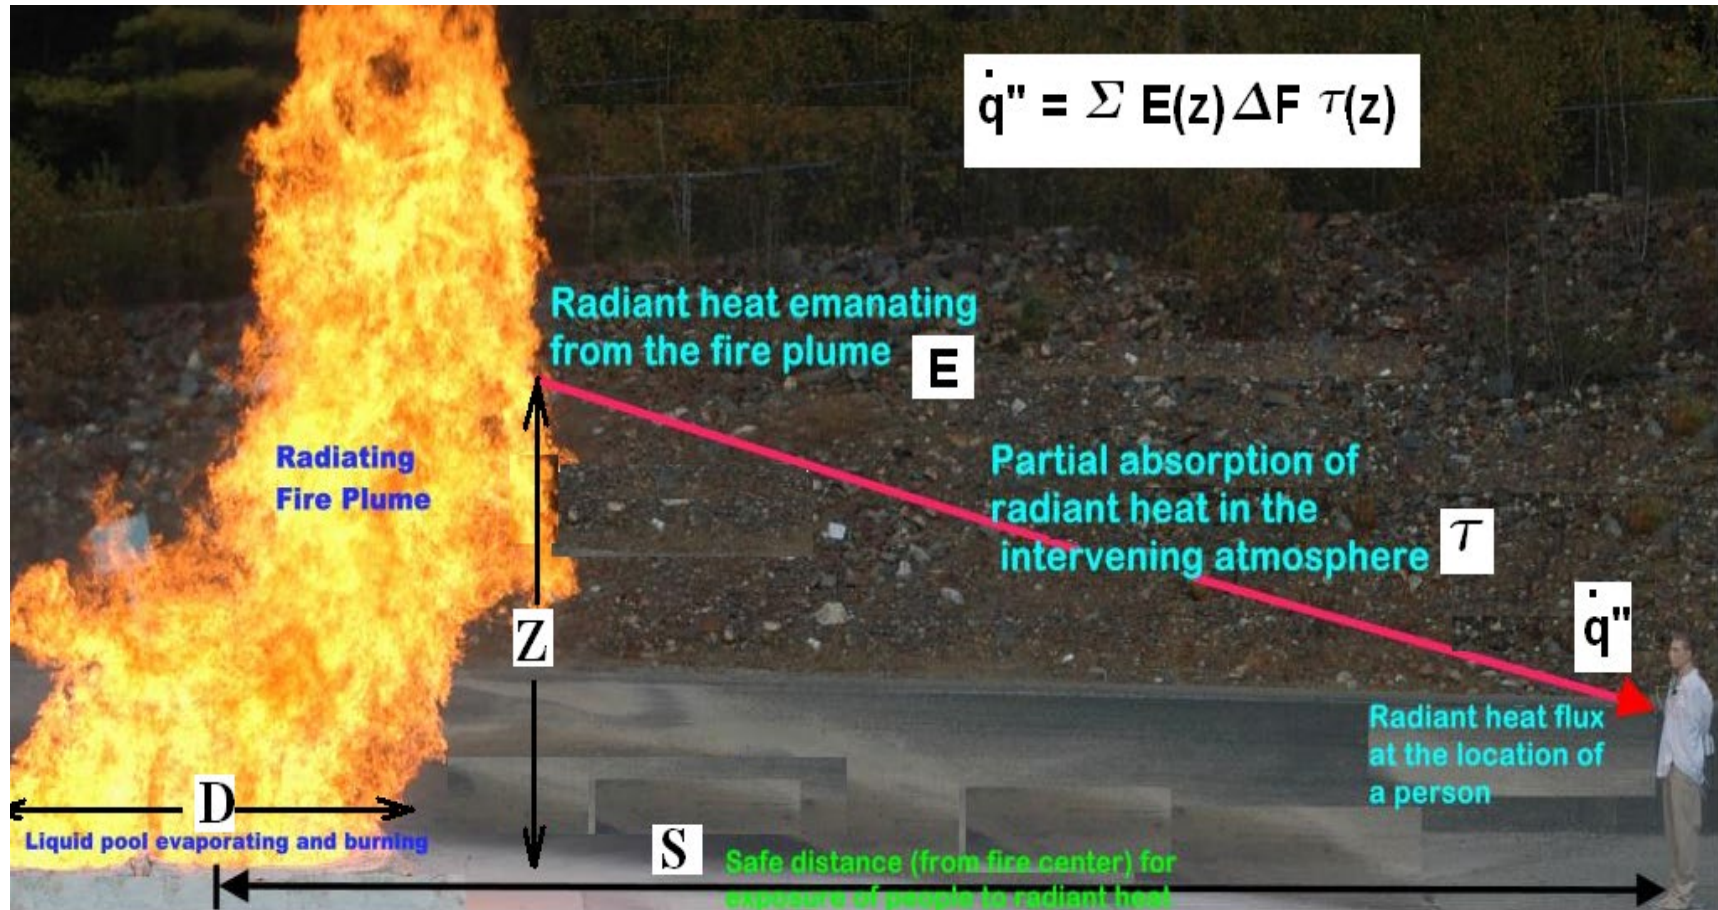 q̇" = Σ E(z) ΔF τ(z)
Radiant heat emanating
from the fire plume
E
Radiating
Fire Plume
Partial absorption of
radiant heat in the
intervening atmosphere
τ
Z
q̇"
Radiant heat flux
at the location of
a person
D
Liquid pool evaporating and burning
S
Safe distance (from fire center) for
exposure of people to radiant heat